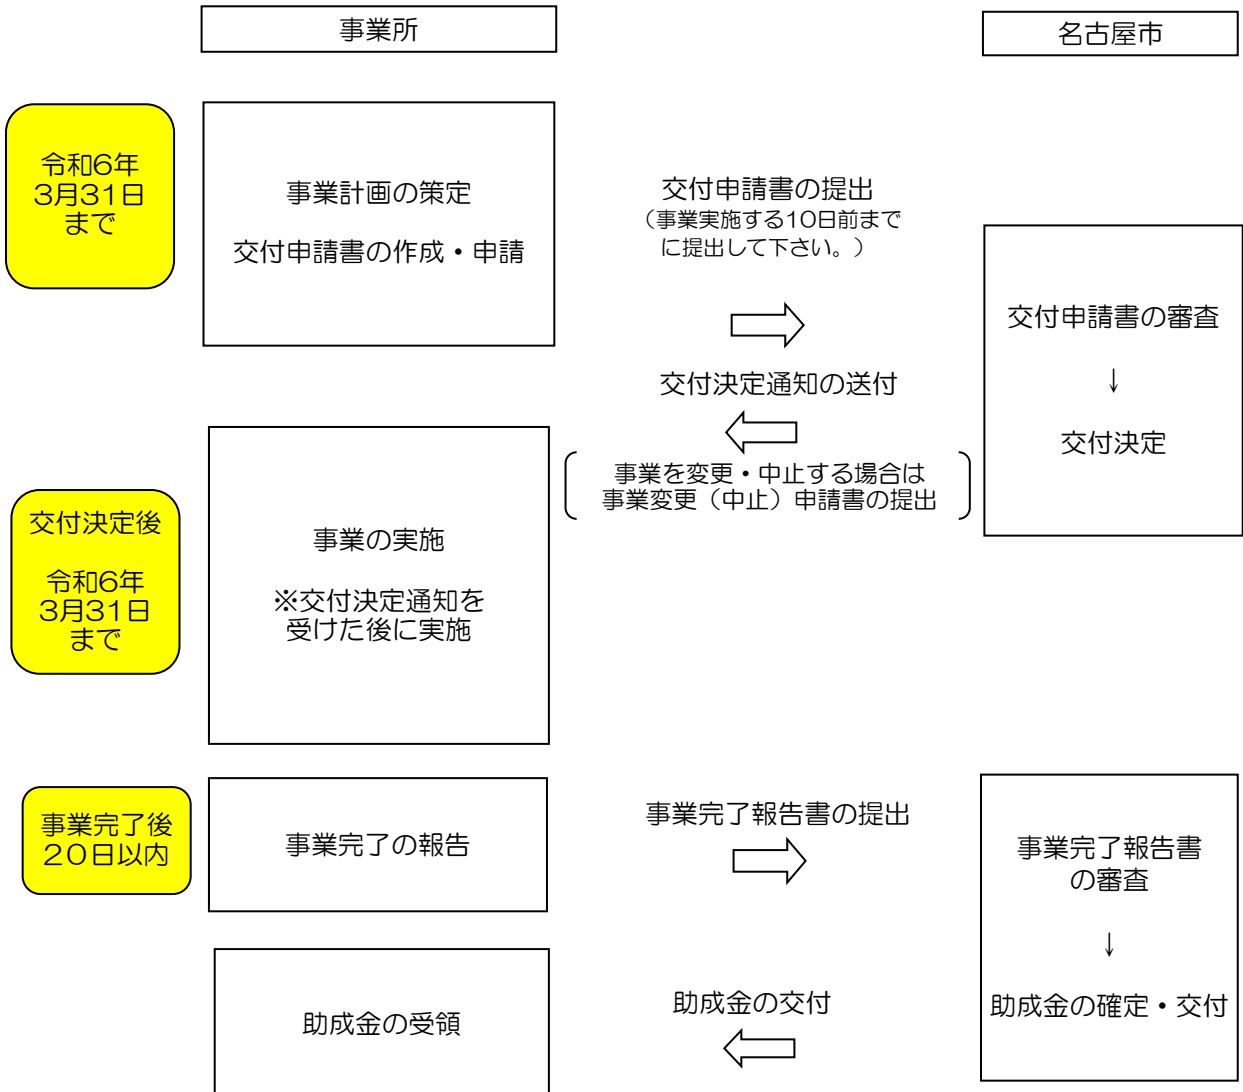 事業所
名古屋市
令和6年
3月31日
まで
事業計画の策定
交付申請書の作成・申請
交付申請書の提出
(事業実施する10日前まで
に提出して下さい。)
交付申請書の審査
↓
交付決定
交付決定通知の送付
事業を変更・中止する場合は
事業変更(中止)申請書の提出
交付決定後
令和6年
3月31日
まで
事業の実施
※交付決定通知を
受けた後に実施
事業完了後
20日以内
事業完了の報告
事業完了報告書の提出
事業完了報告書
の審査
↓
助成金の確定・交付
助成金の交付
助成金の受領